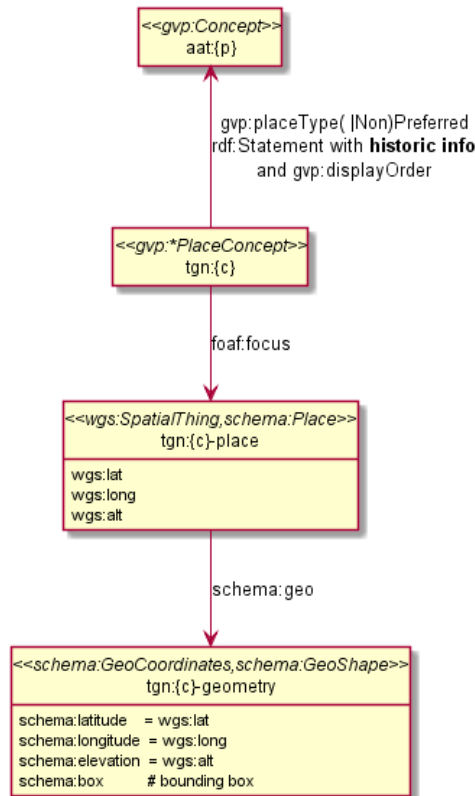 <<gvp:Concept>>
aat:{p}
gvp:placeType( |Non)Preferred
rdf:Statement with historic info
and gvp:displayOrder
<<gvp:*PlaceConcept>>
tgn:{c}
foaf:focus
<<wgs:SpatialThing,schema:Place>>
tgn:{c}-place
wgs:lat
wgs:long
wgs:alt
schema:geo
<<schema:GeoCoordinates,schema:GeoShape>>
tgn:{c}-geometry
schema:latitude = wgs:lat
schema:longitude = wgs:long
schema:elevation = wgs:alt
schema:box # bounding box